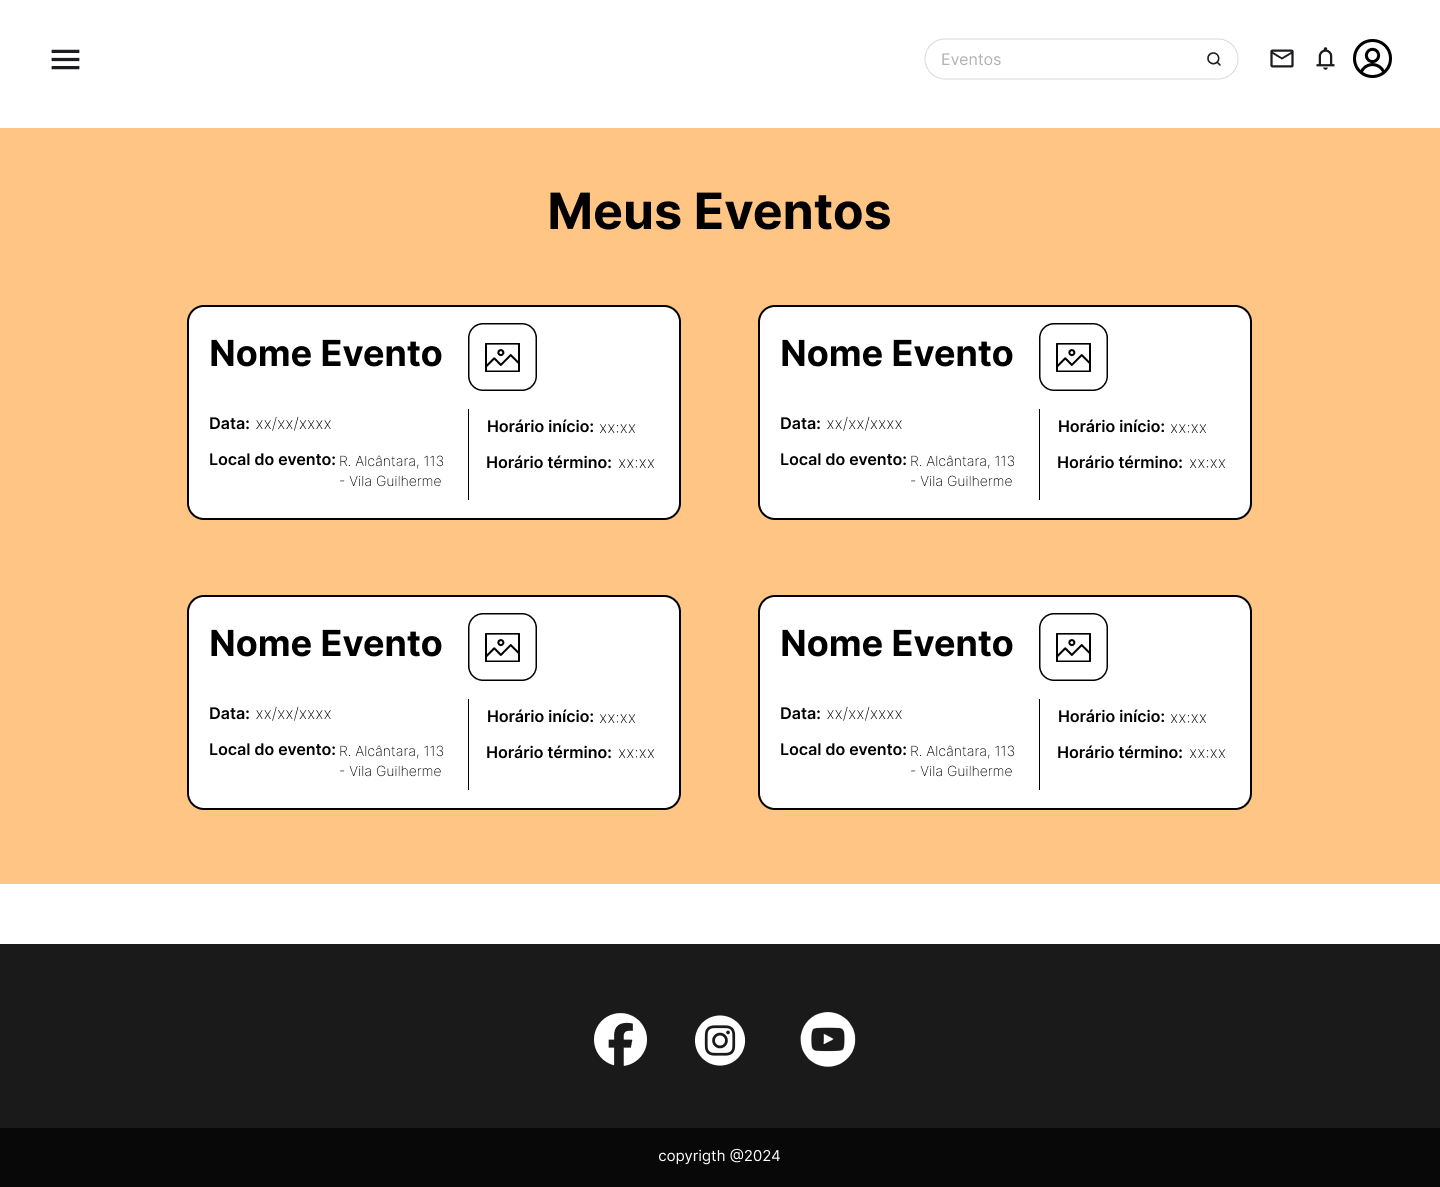 Eventos
Meus Eventos
Nome Evento
Data: xx/xx/xxxx
Local do evento: R. Alcântara, 113
- Vila Guilherme
Horário início: xx:xx
Horário término: xx:xx
Nome Evento
Data: xx/xx/xxxx
Local do evento: R. Alcântara, 113
- Vila Guilherme
Horário início: xx:xx
Horário término: xx:xx
Nome Evento
Data: xx/xx/xxxx
Local do evento: R. Alcântara, 113
- Vila Guilherme
Horário início: xx:xx
Horário término: xx:xx
Nome Evento
Data: xx/xx/xxxx
Local do evento: R. Alcântara, 113
- Vila Guilherme
Horário início: xx:xx
Horário término: xx:xx
copyrigth @2024